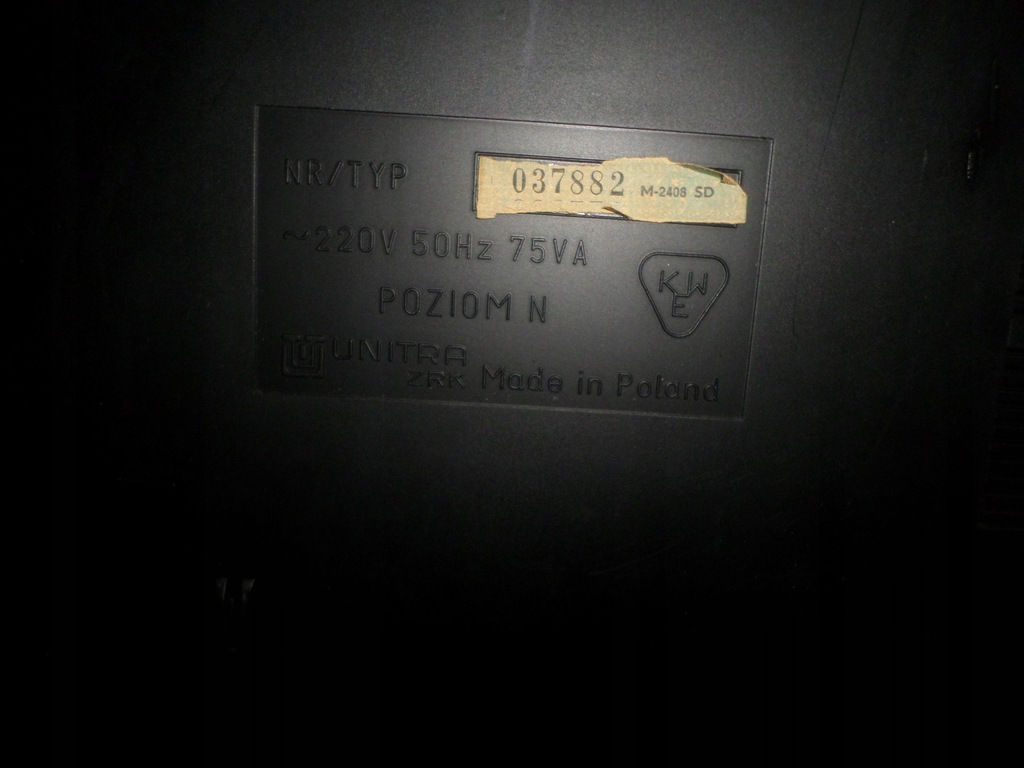 NR/TYP 037882 M-2408 SD
~220V 50Hz 75VA
POZIOM N
KWE
UNITRA
ZRK Made in Poland